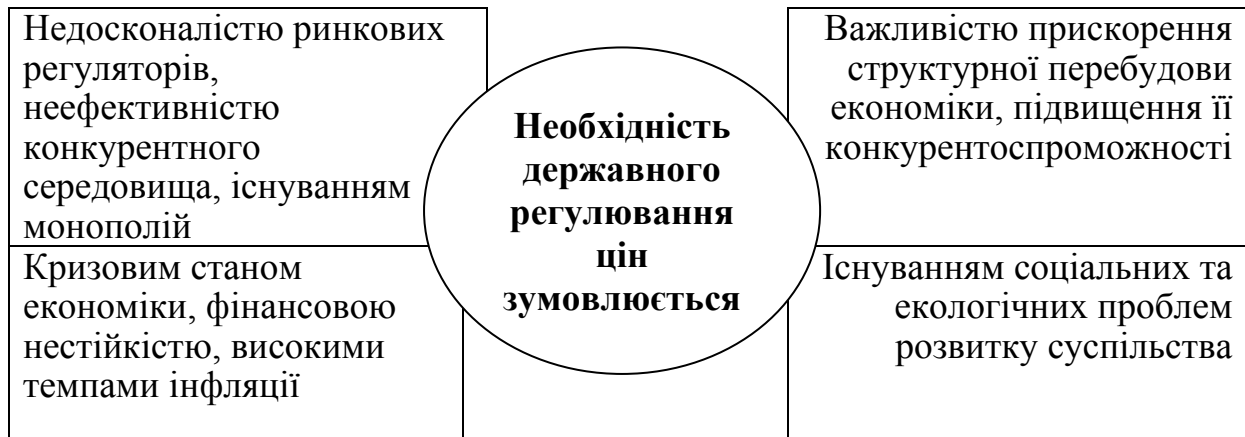 Недосконалістю ринкових
регуляторів,
неефективністю
конкурентного
середовища, існуванням
монополій
Кризовим станом
економіки, фінансовою
нестійкістю, високими
темпами інфляції
Необхідність
державного
регулювання
цін
зумовлюється
Важливістю прискорення
структурної перебудови
економіки, підвищення її
конкурентоспроможності
Існуванням соціальних та
екологічних проблем
розвитку суспільства